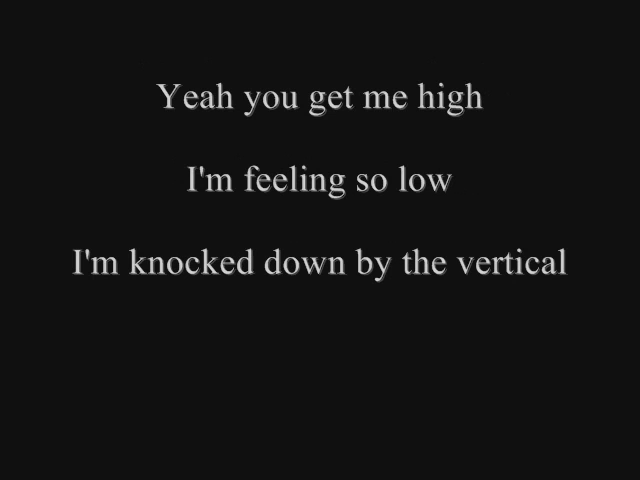 Yeah you get me high
I'm feeling so low
I'm knocked down by the vertical